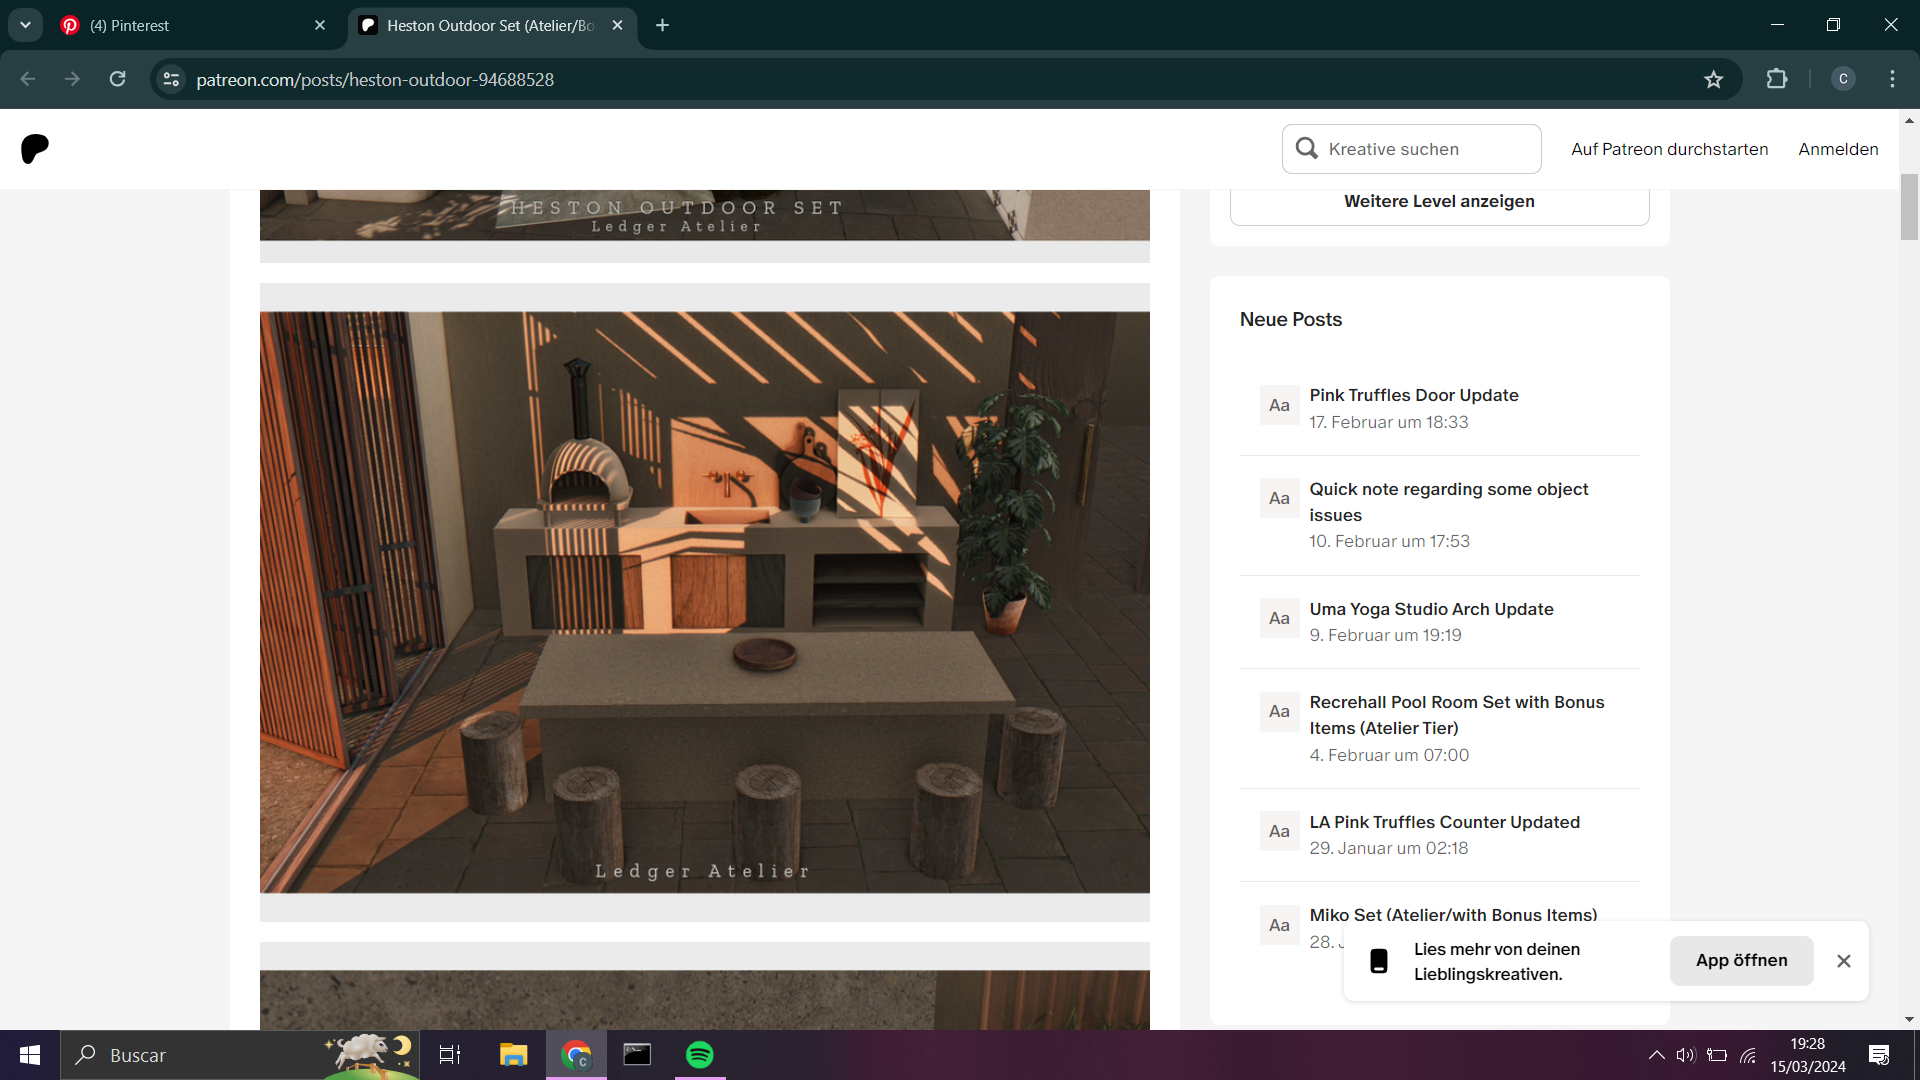 (4) Pinterest
Heston Outdoor Set (Atelier/Bo
patreon.com/posts/heston-outdoor-94688528
C
Kreative suchen
Auf Patreon durchstarten
Anmelden
HESTON OUTDOOR SET
Ledger Atelier
Weitere Level anzeigen
Neue Posts
Aa
Pink Truffles Door Update
17. Februar um 18:33
Aa
Quick note regarding some object
issues
10. Februar um 17:53
Aa
Uma Yoga Studio Arch Update
9. Februar um 19:19
Aa
Recrehall Pool Room Set with Bonus
Items (Atelier Tier)
4. Februar um 07:00
Aa
LA Pink Truffles Counter Updated
29. Januar um 02:18
Aa
Miko Set (Atelier/with Bonus Items)
28. J
Ledger Atelier
Lies mehr von deinen
Lieblingskreativen.
App öffnen
Buscar
C
19:28
15/03/2024